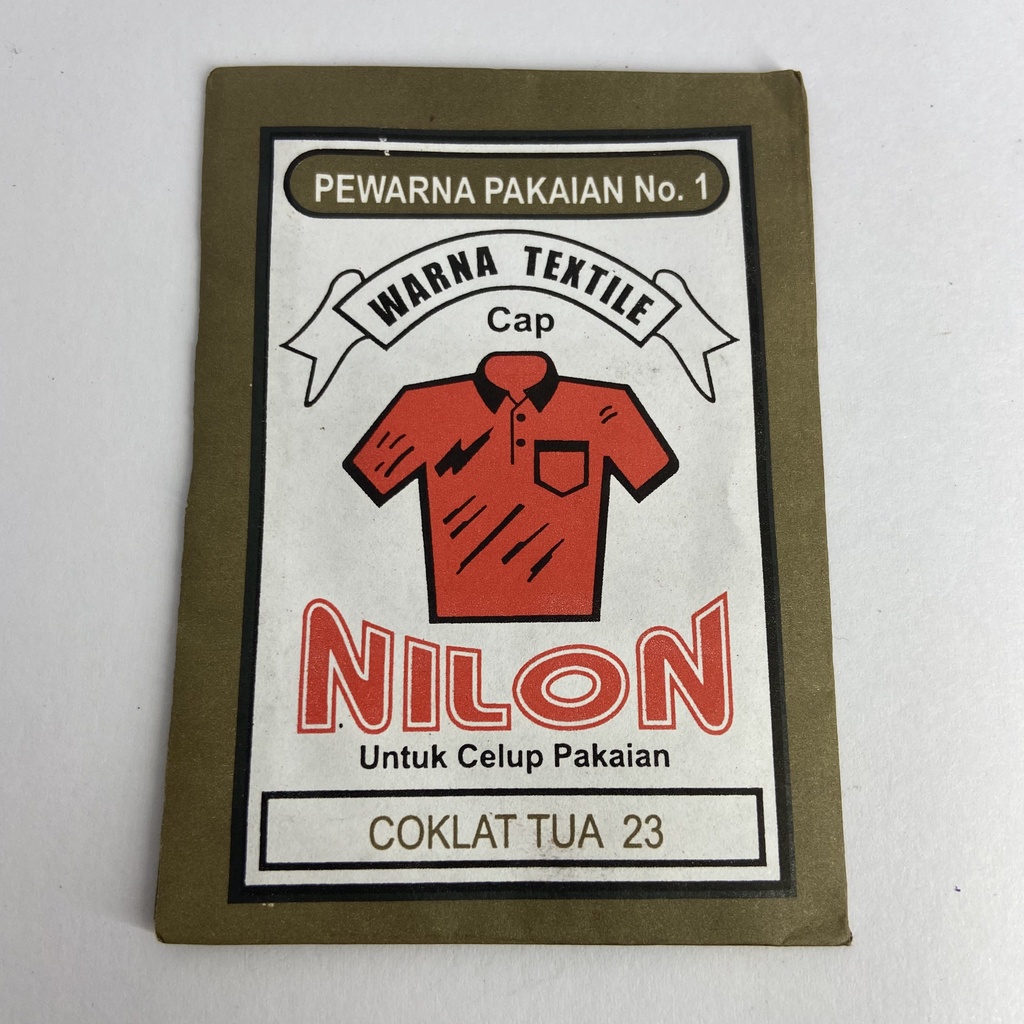 PEWARNA PAKAIAN No. 1
WARNA TEXTILE
Cap
NILON
Untuk Celup Pakaian
COKLAT TUA 23